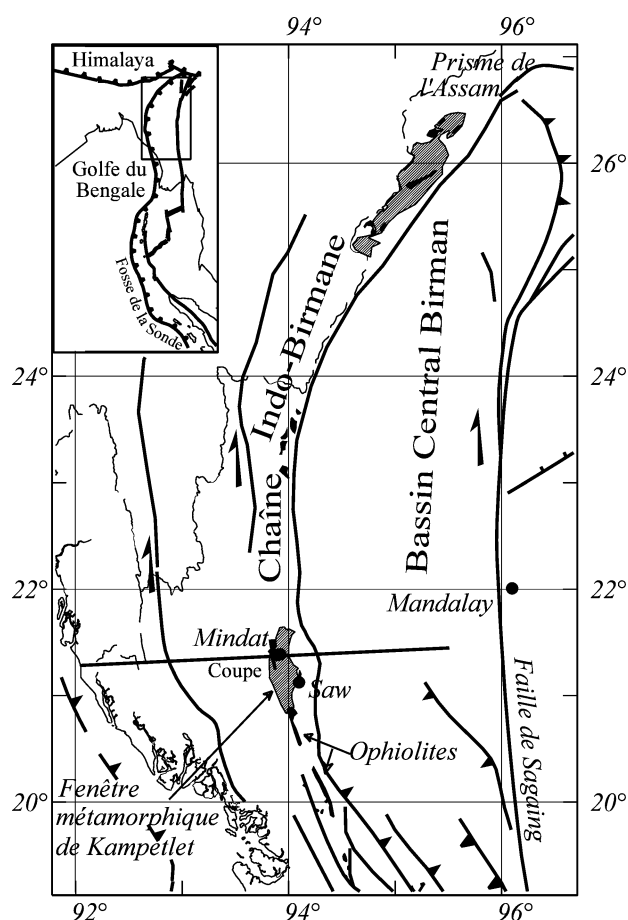 94°
96°
Himalaya
Golfe du
Bengale
Fosse de la Sonde
Prisme de
l'Assam
26°
24°
24°
Chaîne Indo-Birmane
Bassin Central Birman
22°
22°
Mandalay
Mindat
Coupe
Saw
Ophiolites
Faille de Sagaing
Fenêtre
métamorphique
de Kampetlet
20°
20°
92°
94°
96°